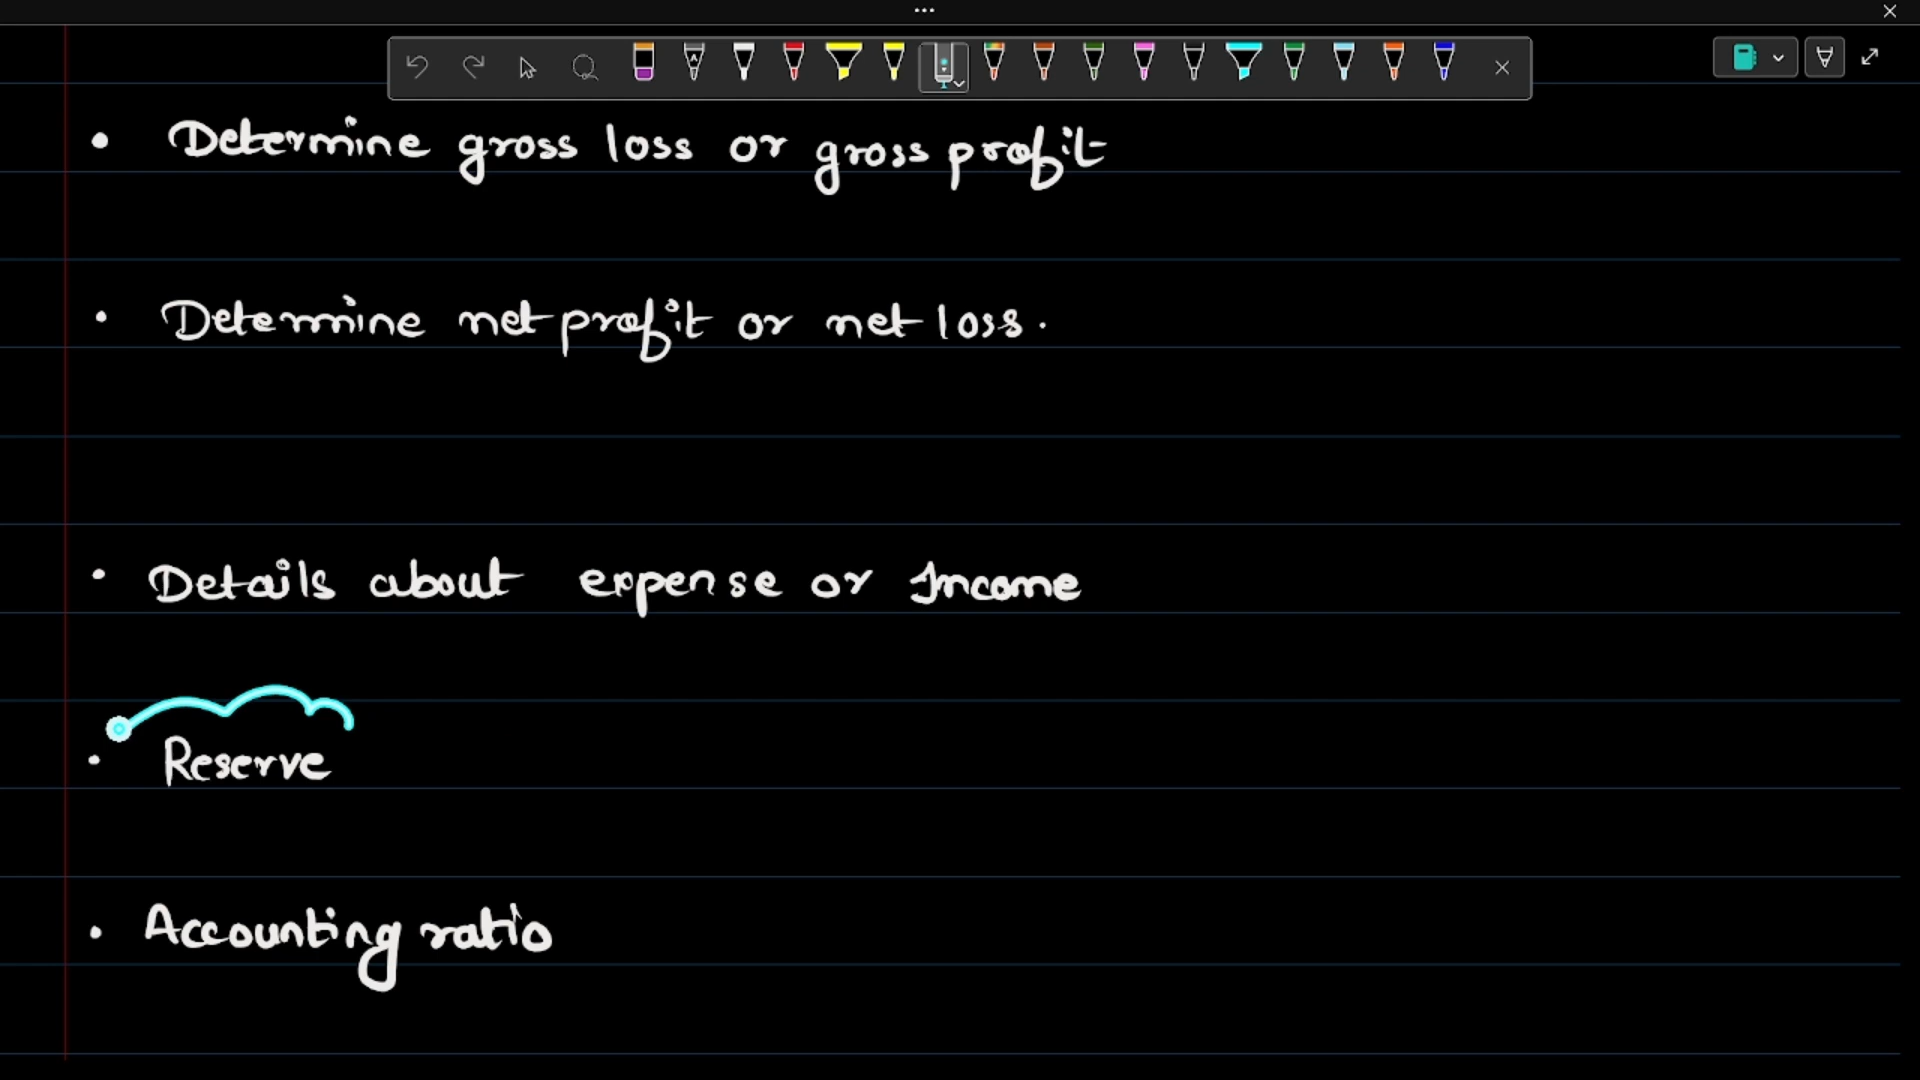 • Determine gross loss or gross profit
• Determine net profit or net loss.
• Details about expense or Income
• Reserve
• Accounting ratio